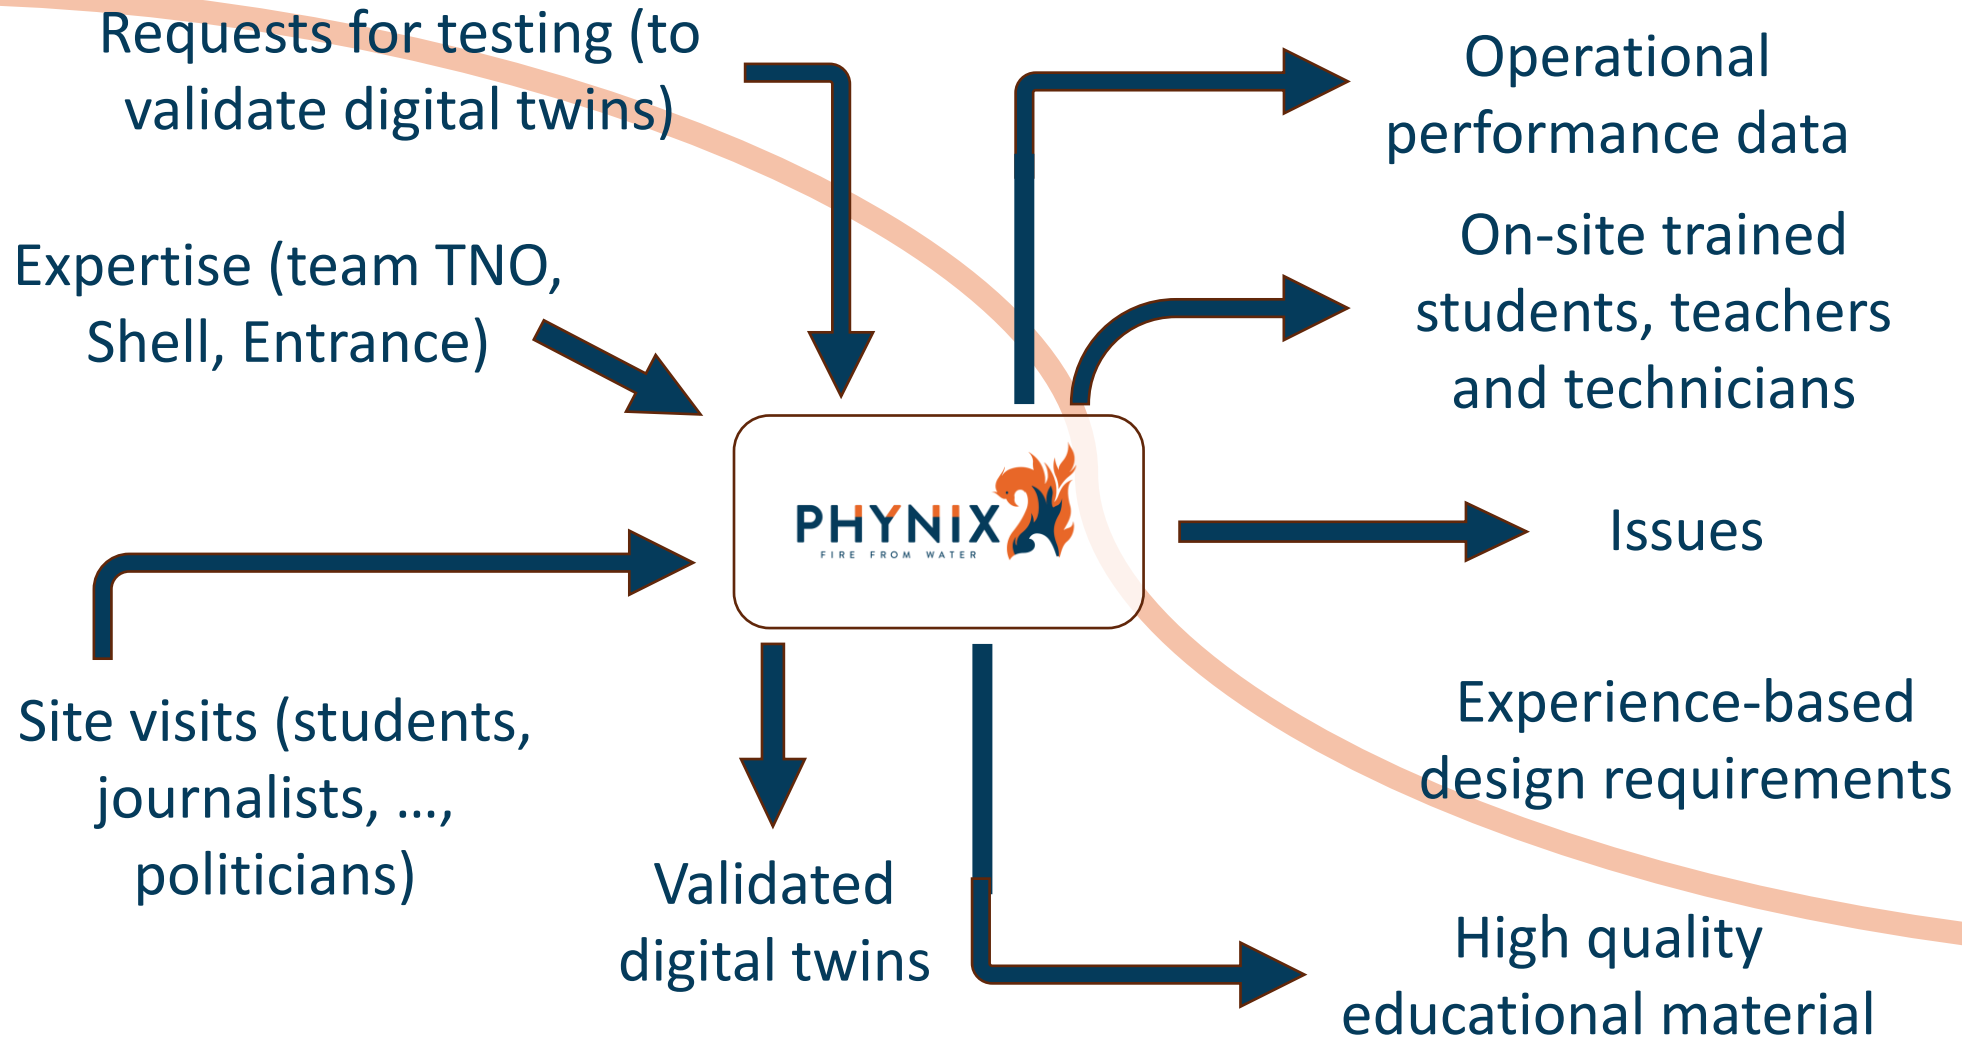 Requests for testing (to
validate digital twins)
Expertise (team TNO,
Shell, Entrance)
Site visits (students,
journalists, ...,
politicians)
PHYNIX
FIRE FROM WATER
Validated
digital twins
Operational
performance data
On-site trained
students, teachers
and technicians
Issues
Experience-based
design requirements
High quality
educational material